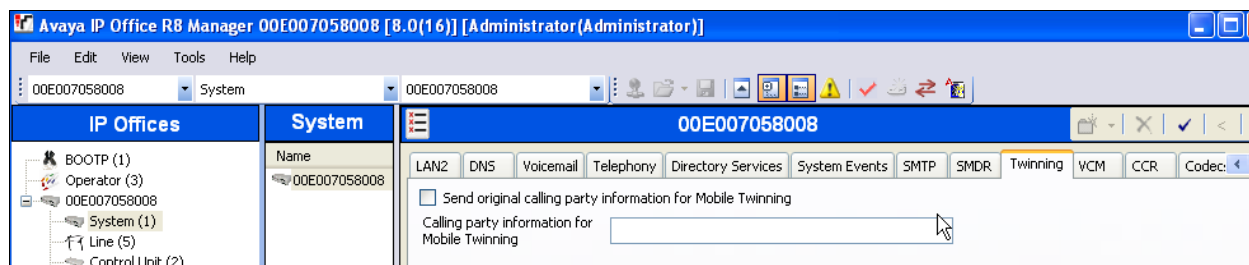 Avaya IP Office R8 Manager 00E007058008 [8.0(16)] [Administrator(Administrator)]
File Edit View Tools Help
00E007058008 System 00E007058008
IP Offices System 00E007058008
BOOTP (1)
Operator (3)
00E007058008
System (1)
Line (5)
Control Unit (2)
Name
00E007058008
LAN2 DNS Voicemail Telephony Directory Services System Events SMTP SMDR Twinning VCM CCR Codecs
Send original calling party information for Mobile Twinning
Calling party information for
Mobile Twinning